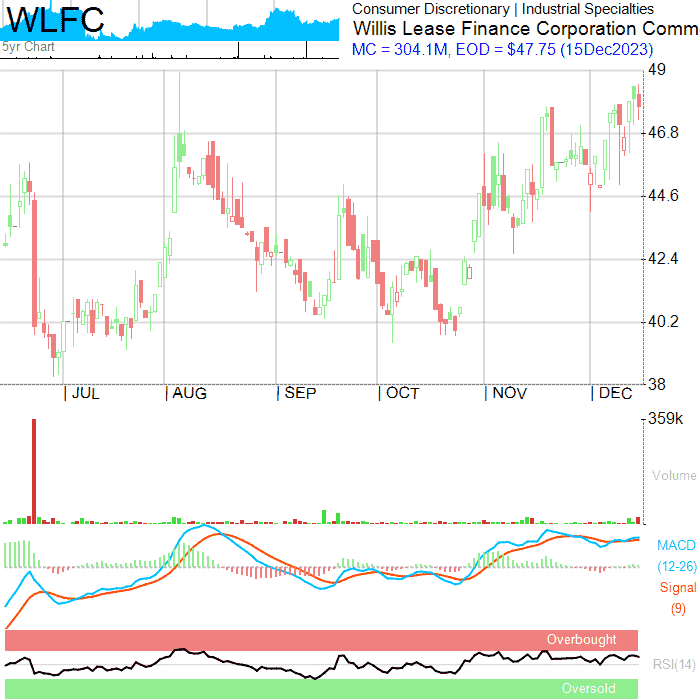 WLFC
5yr Chart
Consumer Discretionary | Industrial Specialties
Willis Lease Finance Corporation Comm
MC = 304.1M, EOD = $47.75 (15Dec2023)
49
46.8
44.6
42.4
40.2
38
| JUL
| AUG
| SEP
| OCT
| NOV
| DEC
359k
Volume
MACD
(12-26)
Signal
(9)
Overbought
RSI(14)
Oversold